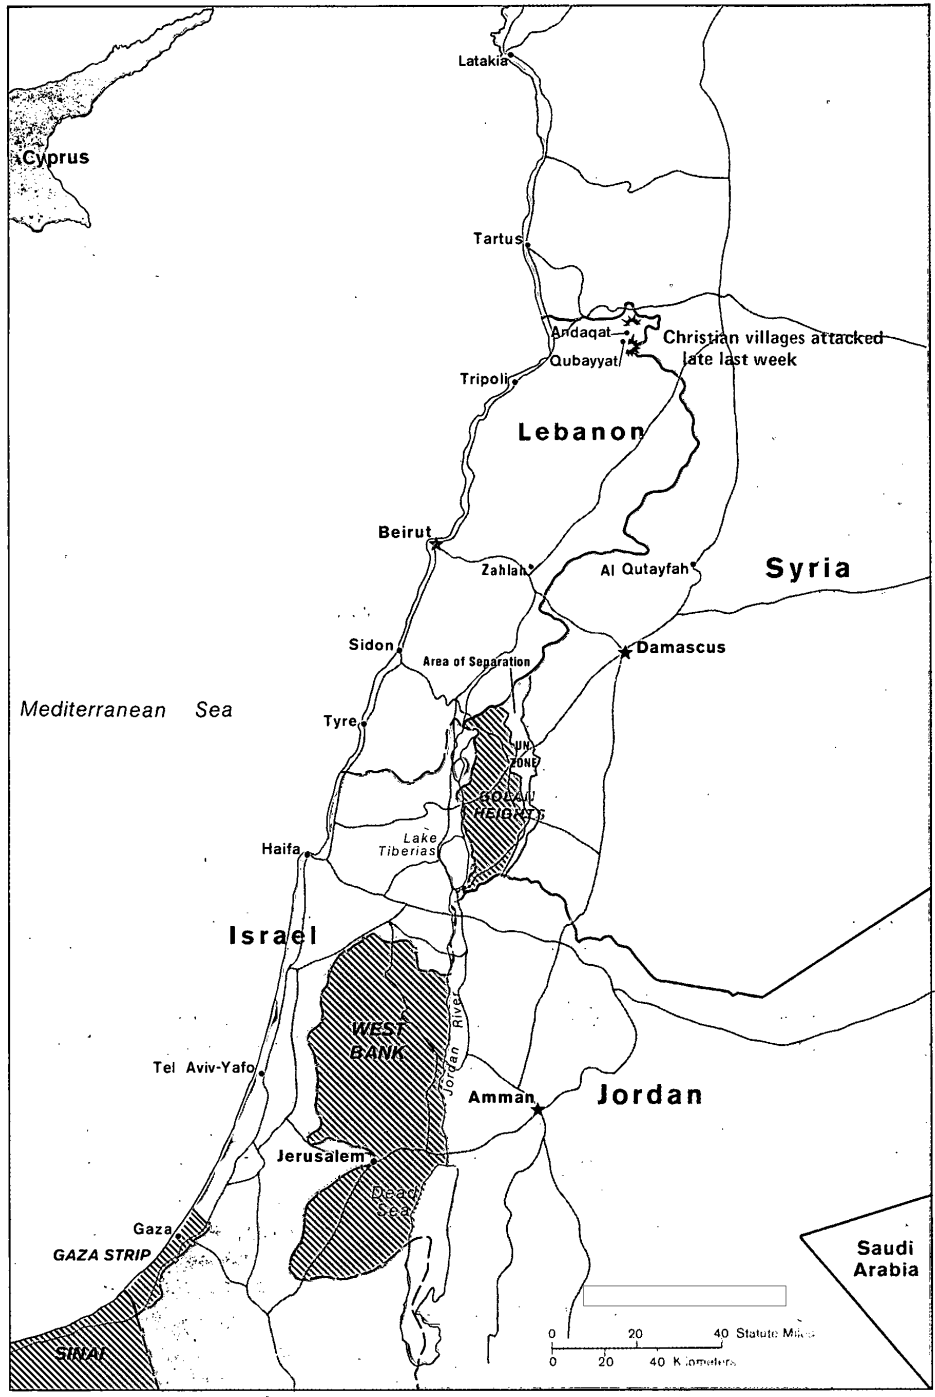 Latakia
Cyprus
Tartus
Andaqat
Christian villages attacked
late last week
Qubayyat
Tripoli
Lebanon
Beirut
Zahlah
Al Qutayfah
Syria
Sidon
Damascus
Area of Separation
Mediterranean Sea
Tyre
UN
ZONE
GOLAN
HEIGHTS
Lake
Tiberias
Haifa
Israel
WEST
BANK
Jordan River
Tel Aviv-Yafo
Amman
Jordan
Jerusalem
Dead
Sea
Gaza
GAZA STRIP
Saudi
Arabia
SINAI
0 20 40 Statute Miles
0 20 40 Kilometers